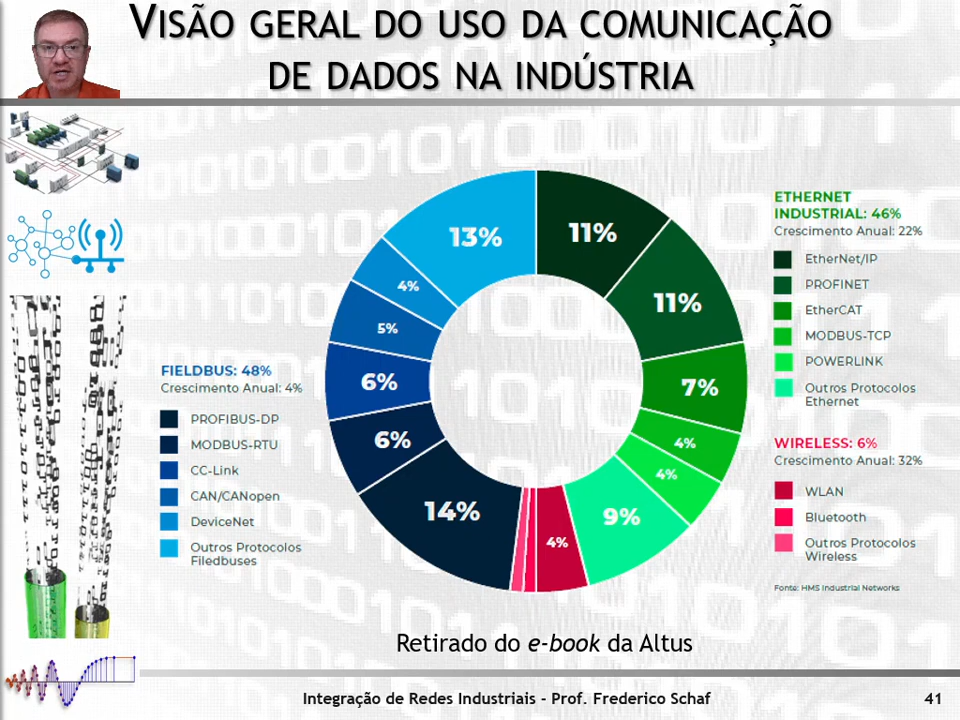 VISÃO GERAL DO USO DA COMUNICAÇÃO
DE DADOS NA INDÚSTRIA
FIELDBUS: 48%
Crescimento Anual: 4%
PROFIBUS-DP
MODBUS-RTU
CC-Link
CAN/CANopen
DeviceNet
Outros Protocolos
Filedbuses
13%
11%
4%
11%
5%
6%
7%
6%
4%
4%
14%
9%
4%
ETHERNET
INDUSTRIAL: 46%
Crescimento Anual: 22%
EtherNet/IP
PROFINET
EtherCAT
MODBUS-TCP
POWERLINK
Outros Protocolos
Ethernet
WIRELESS: 6%
Crescimento Anual: 32%
WLAN
Bluetooth
Outros Protocolos
Wireless
Fonte: HMS Industrial Networks
Retirado do e-book da Altus
Integração de Redes Industriais - Prof. Frederico Schaf
41